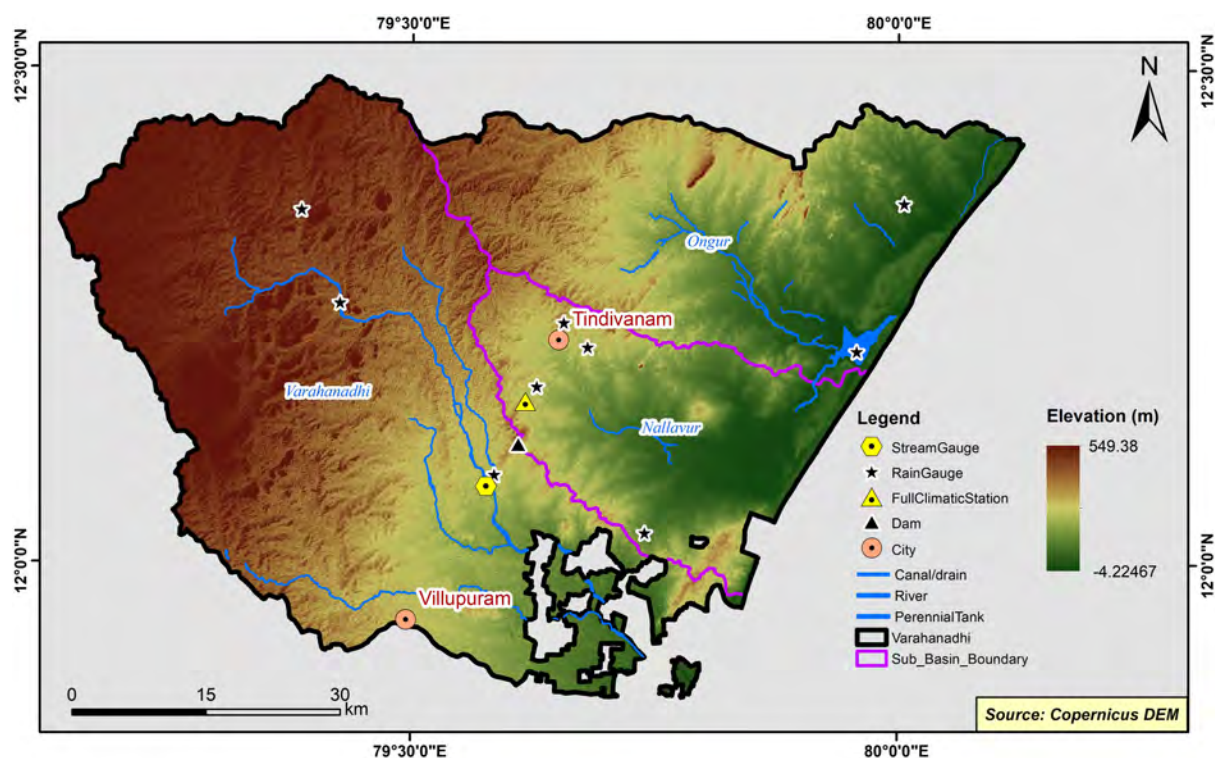 79°30'0"E
80°0'0"E
12°30'0"N
12°30'0"N
N
Ongur
Tindivanam
Varahanadhi
Nallavur
Legend
StreamGauge
RainGauge
FullClimaticStation
Dam
City
Canal/drain
River
PerennialTank
Varahanadhi
Sub_Basin_Boundary
Elevation (m)
549.38
-4.22467
12°0'0"N
12°0'0"N
Villupuram
0 15 30
km
Source: Copernicus DEM
79°30'0"E
80°0'0"E